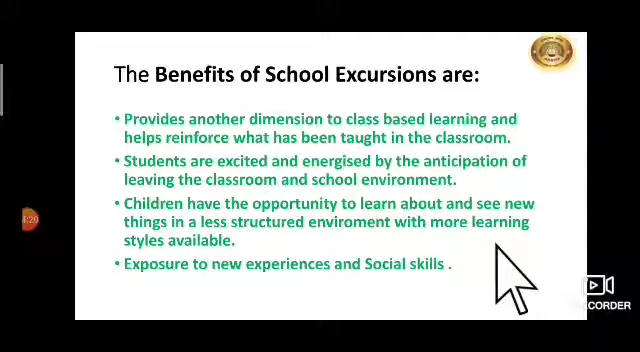 The Benefits of School Excursions are:
• Provides another dimension to class based learning and
helps reinforce what has been taught in the classroom.
• Students are excited and energised by the anticipation of
leaving the classroom and school environment.
• Children have the opportunity to learn about and see new
things in a less structured enviroment with more learning
styles available.
• Exposure to new experiences and Social skills .
4:20
RECORDER